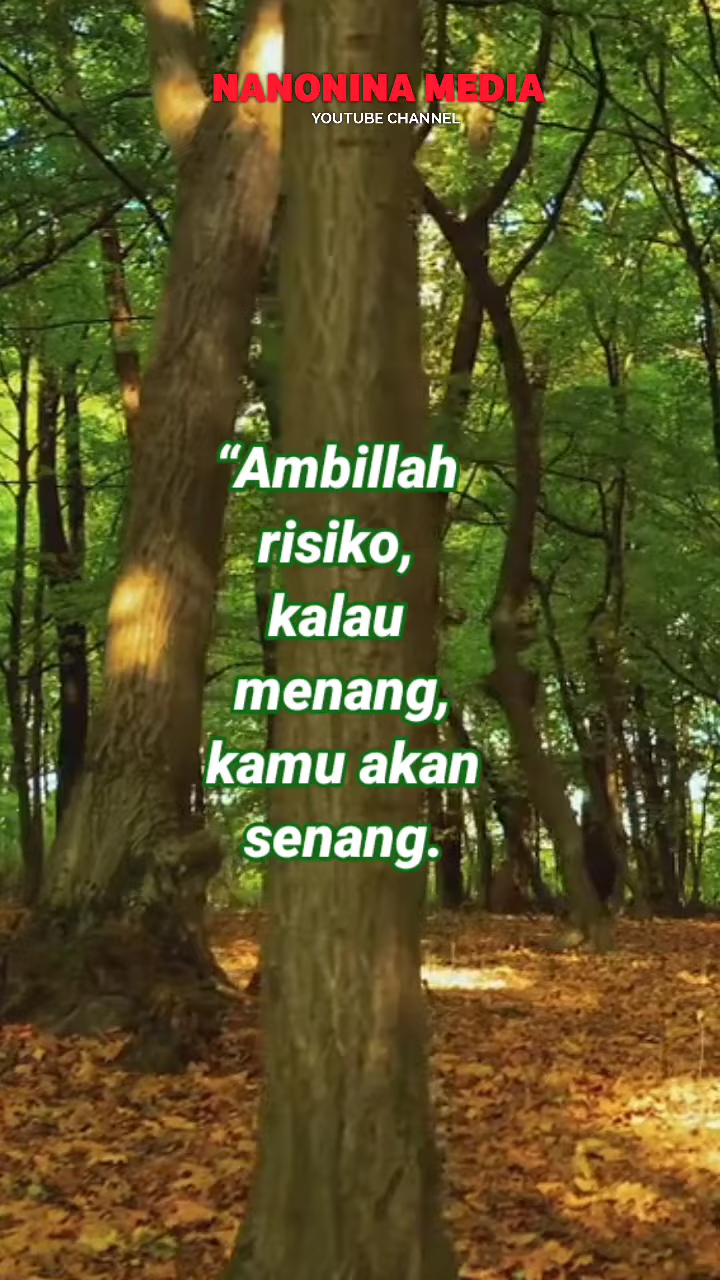 NANONINA MEDIA
YOUTUBE CHANNEL
“Ambillah
risiko,
kalau
menang,
kamu akan
senang.